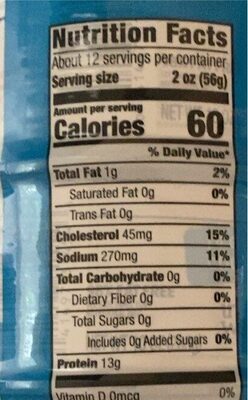 Nutrition Facts
About 12 servings per container
Serving size 2 oz (56g)
Amount per serving
Calories 60
% Daily Value*
Total Fat 1g 2%
Saturated Fat 0g 0%
Trans Fat 0g
Cholesterol 45mg 15%
Sodium 270mg 11%
Total Carbohydrate 0g 0%
Dietary Fiber 0g 0%
Total Sugars 0g
Includes 0g Added Sugars 0%
Protein 13g
Vitamin D 0mcg 0%